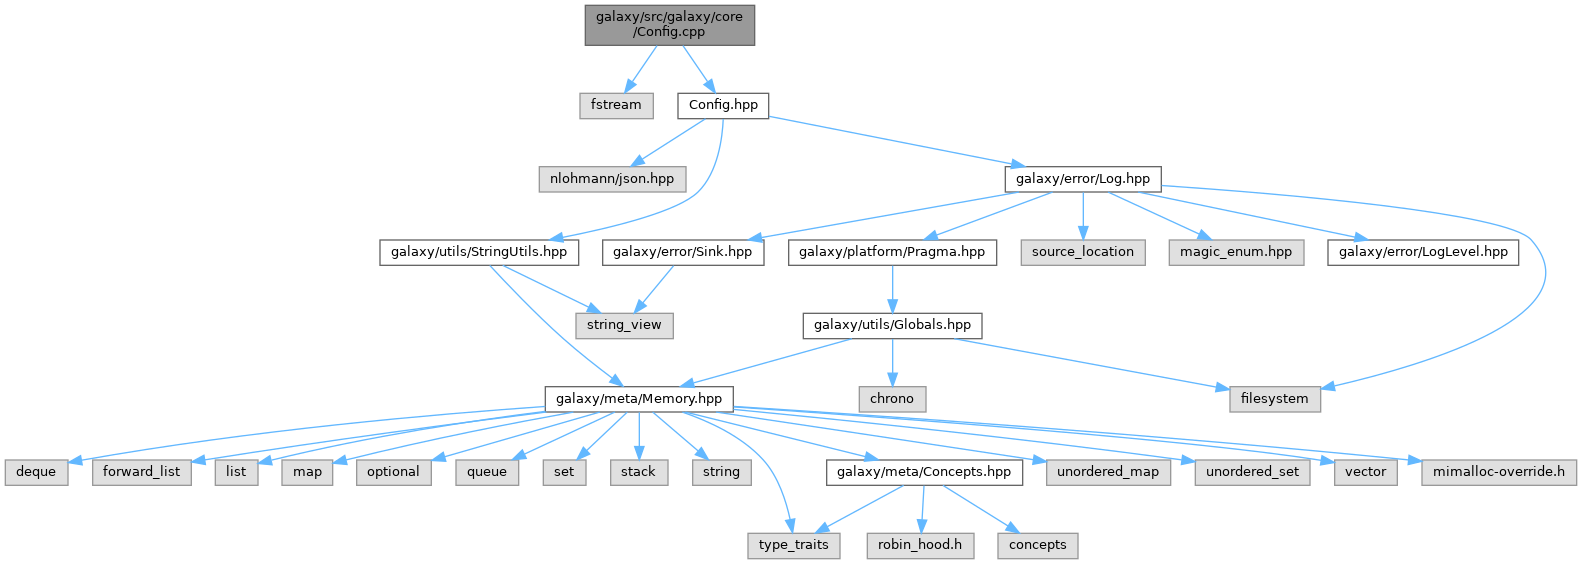 galaxy/src/galaxy/core
/Config.cpp
fstream
Config.hpp
nlohmann/json.hpp
galaxy/error/Log.hpp
galaxy/utils/StringUtils.hpp
galaxy/error/Sink.hpp
galaxy/platform/Pragma.hpp
source_location
magic_enum.hpp
galaxy/error/LogLevel.hpp
string_view
galaxy/utils/Globals.hpp
galaxy/meta/Memory.hpp
chrono
filesystem
deque
forward_list
list
map
optional
queue
set
stack
string
galaxy/meta/Concepts.hpp
unordered_map
unordered_set
vector
mimalloc-override.h
type_traits
robin_hood.h
concepts